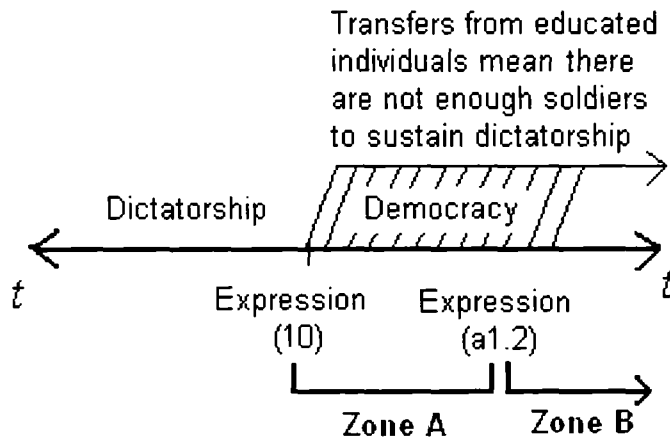 Transfers from educated
individuals mean there
are not enough soldiers
to sustain dictatorship
Dictatorship
Democracy
t
t
Expression
(10)
Expression
(a1.2)
Zone A
Zone B